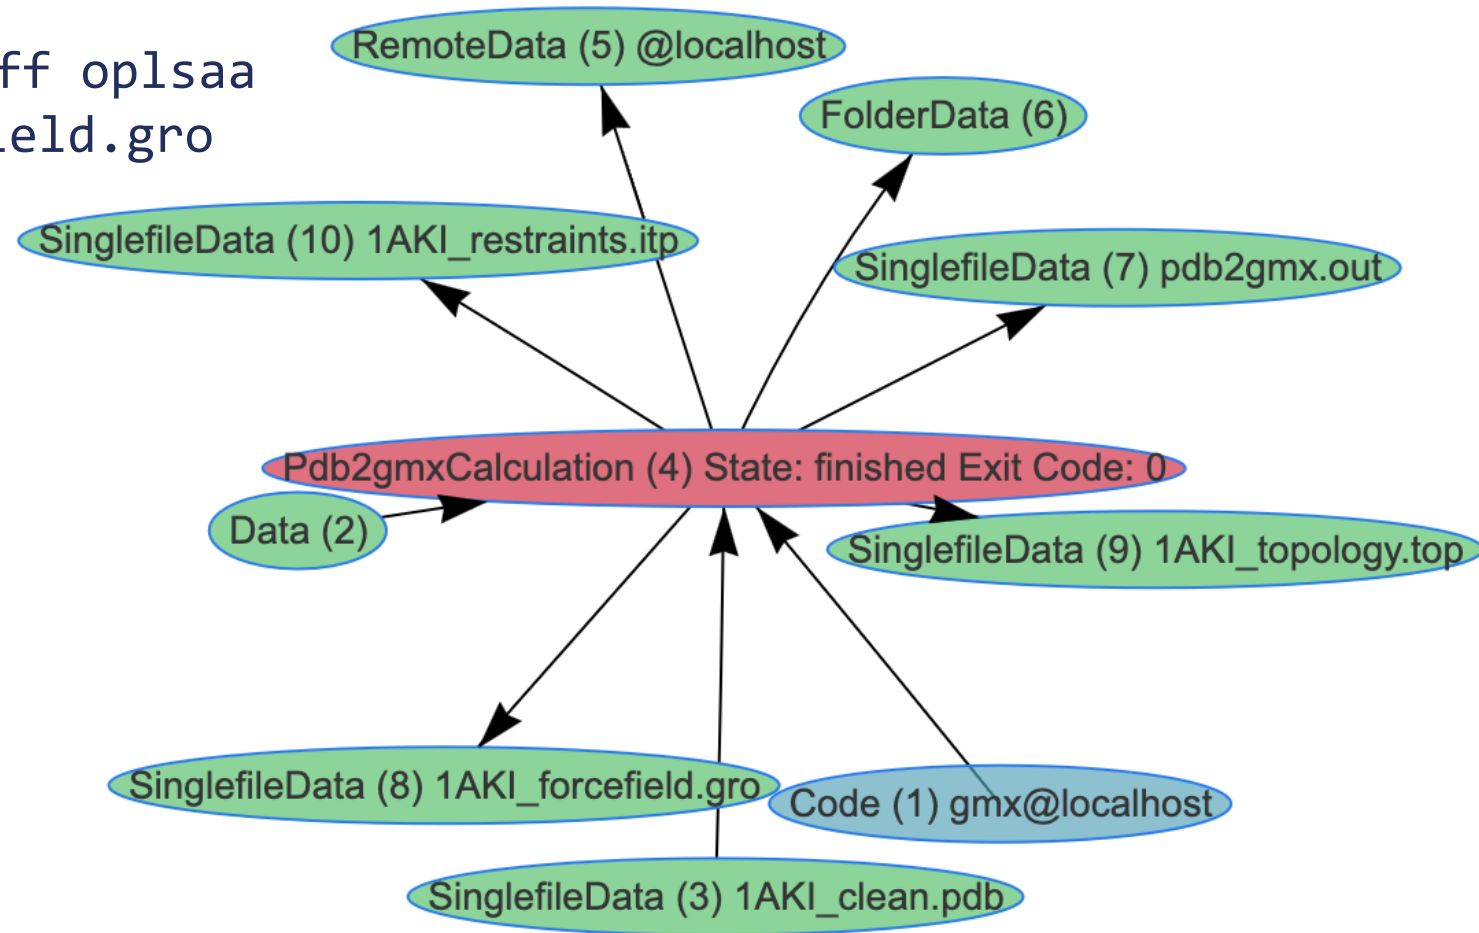 ff oplsaa
ield.gro
RemoteData (5) @localhost
FolderData (6)
SinglefileData (10) 1AKI_restraints.itp
SinglefileData (7) pdb2gmx.out
Pdb2gmxCalculation (4) State: finished Exit Code: 0
Data (2)
SinglefileData (9) 1AKI_topology.top
SinglefileData (8) 1AKI_forcefield.gro
Code (1) gmx@localhost
SinglefileData (3) 1AKI_clean.pdb